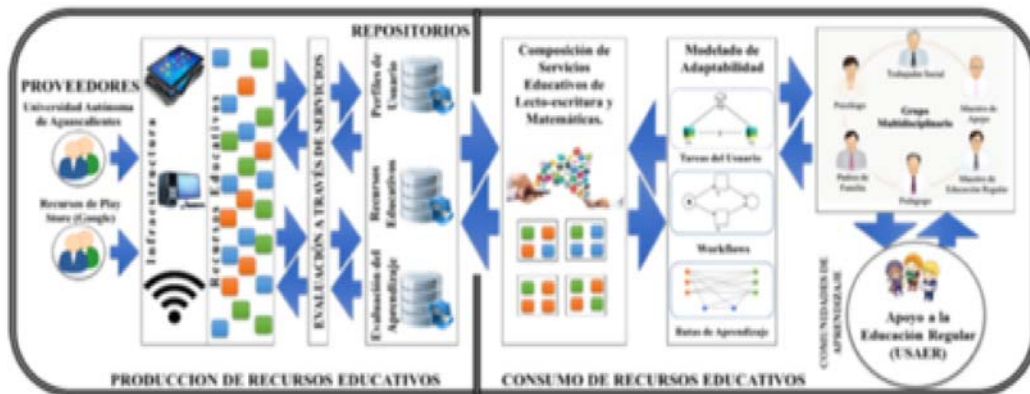 PROVEEDORES
Universidad Autónoma
de Aguascalientes
Recursos de Play
Store (Google)
Infraestructura
Recursos Educativos
EVALUACIÓN A TRAVÉS DE SERVICIOS
REPOSITORIOS
Perfiles de
Usuario
Recursos
Educativos
Evaluación del
Aprendizaje
PRODUCCION DE RECURSOS EDUCATIVOS
Composición de
Servicios
Educativos de
Lecto-escritura y
Matemáticas.
Modelado de
Adaptabilidad
Tareas del Usuario
Workflows
Rutas de Aprendizaje
CONSUMO DE RECURSOS EDUCATIVOS
Trabajador Social
Psicólogo
Maestro de
Apoyo
Grupo
Multidisciplinario
Padres de
Familia
Maestro de
Educación Regular
Pedagogo
COMUNIDADES DE
APRENDIZAJE
Apoyo a la
Educación Regular
(USAER)